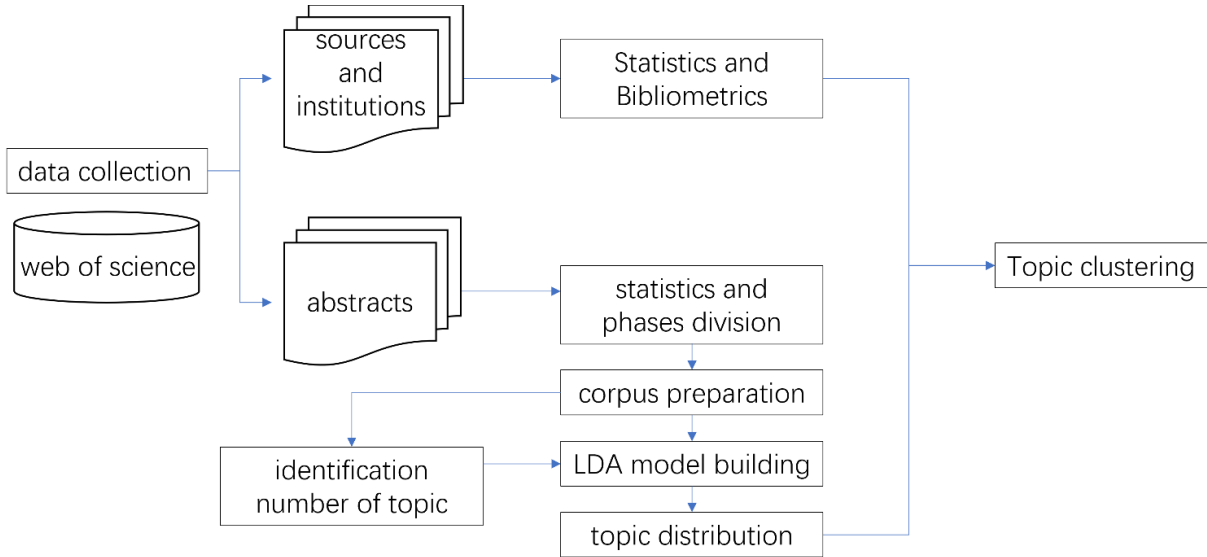 sources
and
institutions
Statistics and
Bibliometrics
data collection
web of science
abstracts
statistics and
phases division
Topic clustering
corpus preparation
identification
number of topic
LDA model building
topic distribution